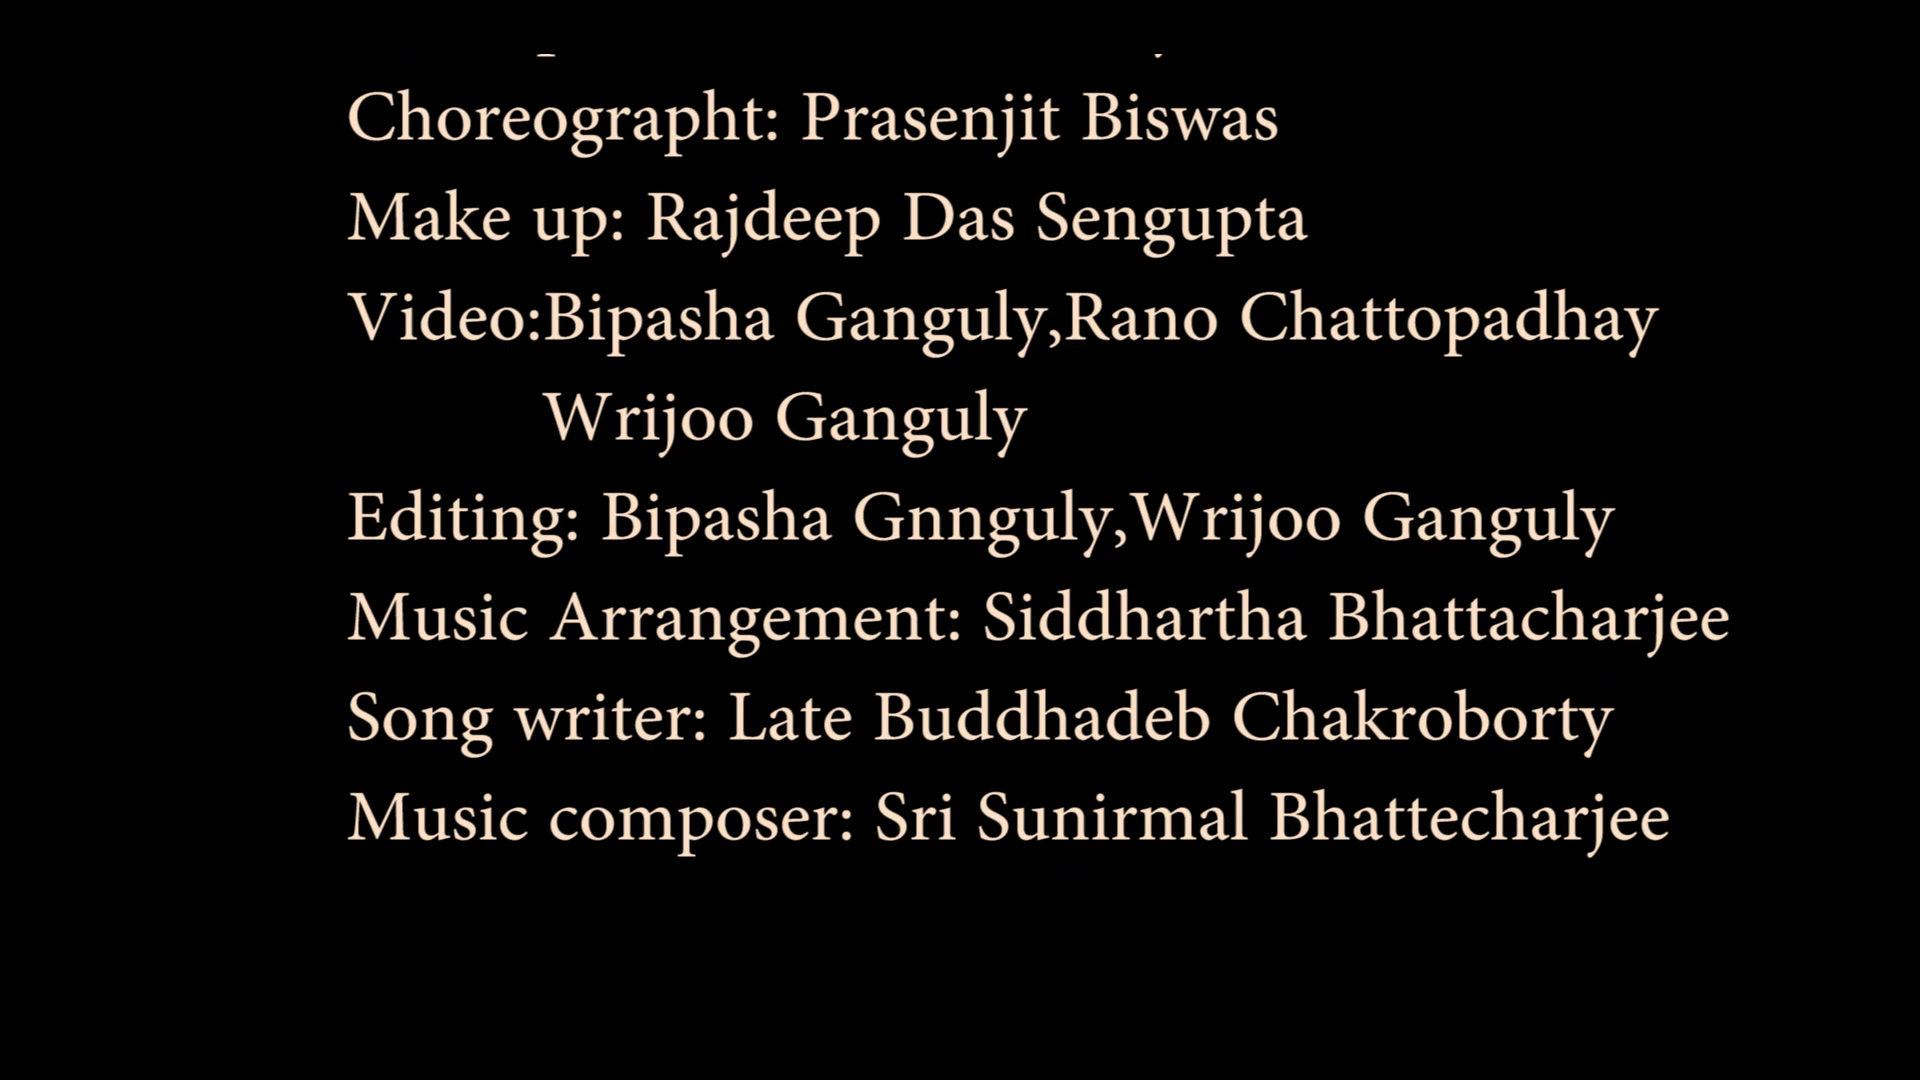 Choreographt: Prasenjit Biswas
Make up: Rajdeep Das Sengupta
Video:Bipasha Ganguly,Rano Chattopadhay
Wrijoo Ganguly
Editing: Bipasha Gnnguly,Wrijoo Ganguly
Music Arrangement: Siddhartha Bhattacharjee
Song writer: Late Buddhadeb Chakroborty
Music composer: Sri Sunirmal Bhattecharjee